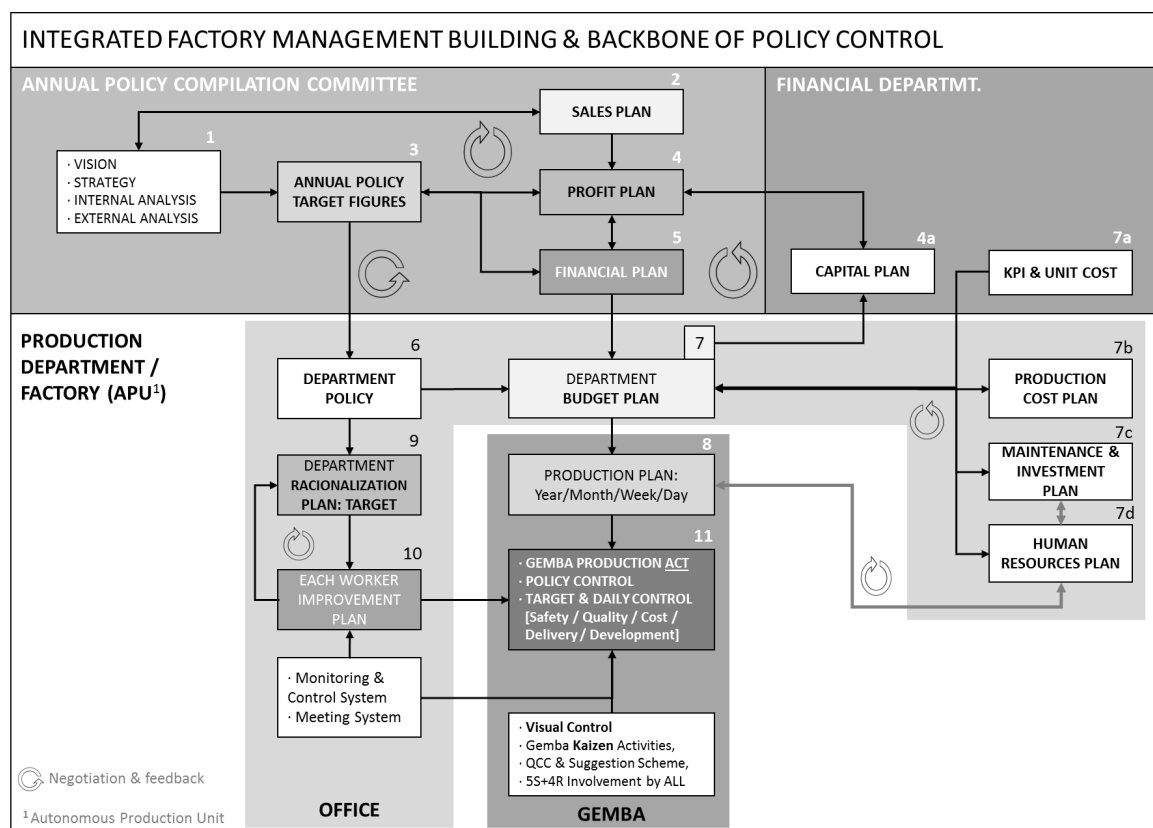 INTEGRATED FACTORY MANAGEMENT BUILDING & BACKBONE OF POLICY CONTROL
ANNUAL POLICY COMPILATION COMMITTEE
FINANCIAL DEPARTMT.
2
SALES PLAN
1
· VISION
· STRATEGY
· INTERNAL ANALYSIS
· EXTERNAL ANALYSIS
3
ANNUAL POLICY
TARGET FIGURES
4
PROFIT PLAN
5
FINANCIAL PLAN
4a
CAPITAL PLAN
7a
KPI & UNIT COST
PRODUCTION
DEPARTMENT /
FACTORY (APU1)
6
DEPARTMENT
POLICY
7
DEPARTMENT
BUDGET PLAN
7b
PRODUCTION
COST PLAN
7c
MAINTENANCE &
INVESTMENT
PLAN
7d
HUMAN
RESOURCES PLAN
9
DEPARTMENT
RACIONALIZATION
PLAN: TARGET
8
PRODUCTION PLAN:
Year/Month/Week/Day
10
EACH WORKER
IMPROVEMENT
PLAN
11
· GEMBA PRODUCTION ACT
· POLICY CONTROL
· TARGET & DAILY CONTROL
[Safety / Quality / Cost /
Delivery / Development]
· Monitoring &
Control System
· Meeting System
· Visual Control
· Gemba Kaizen Activities,
· QCC & Suggestion Scheme,
· 5S+4R Involvement by ALL
Negotiation & feedback
1 Autonomous Production Unit
OFFICE
GEMBA